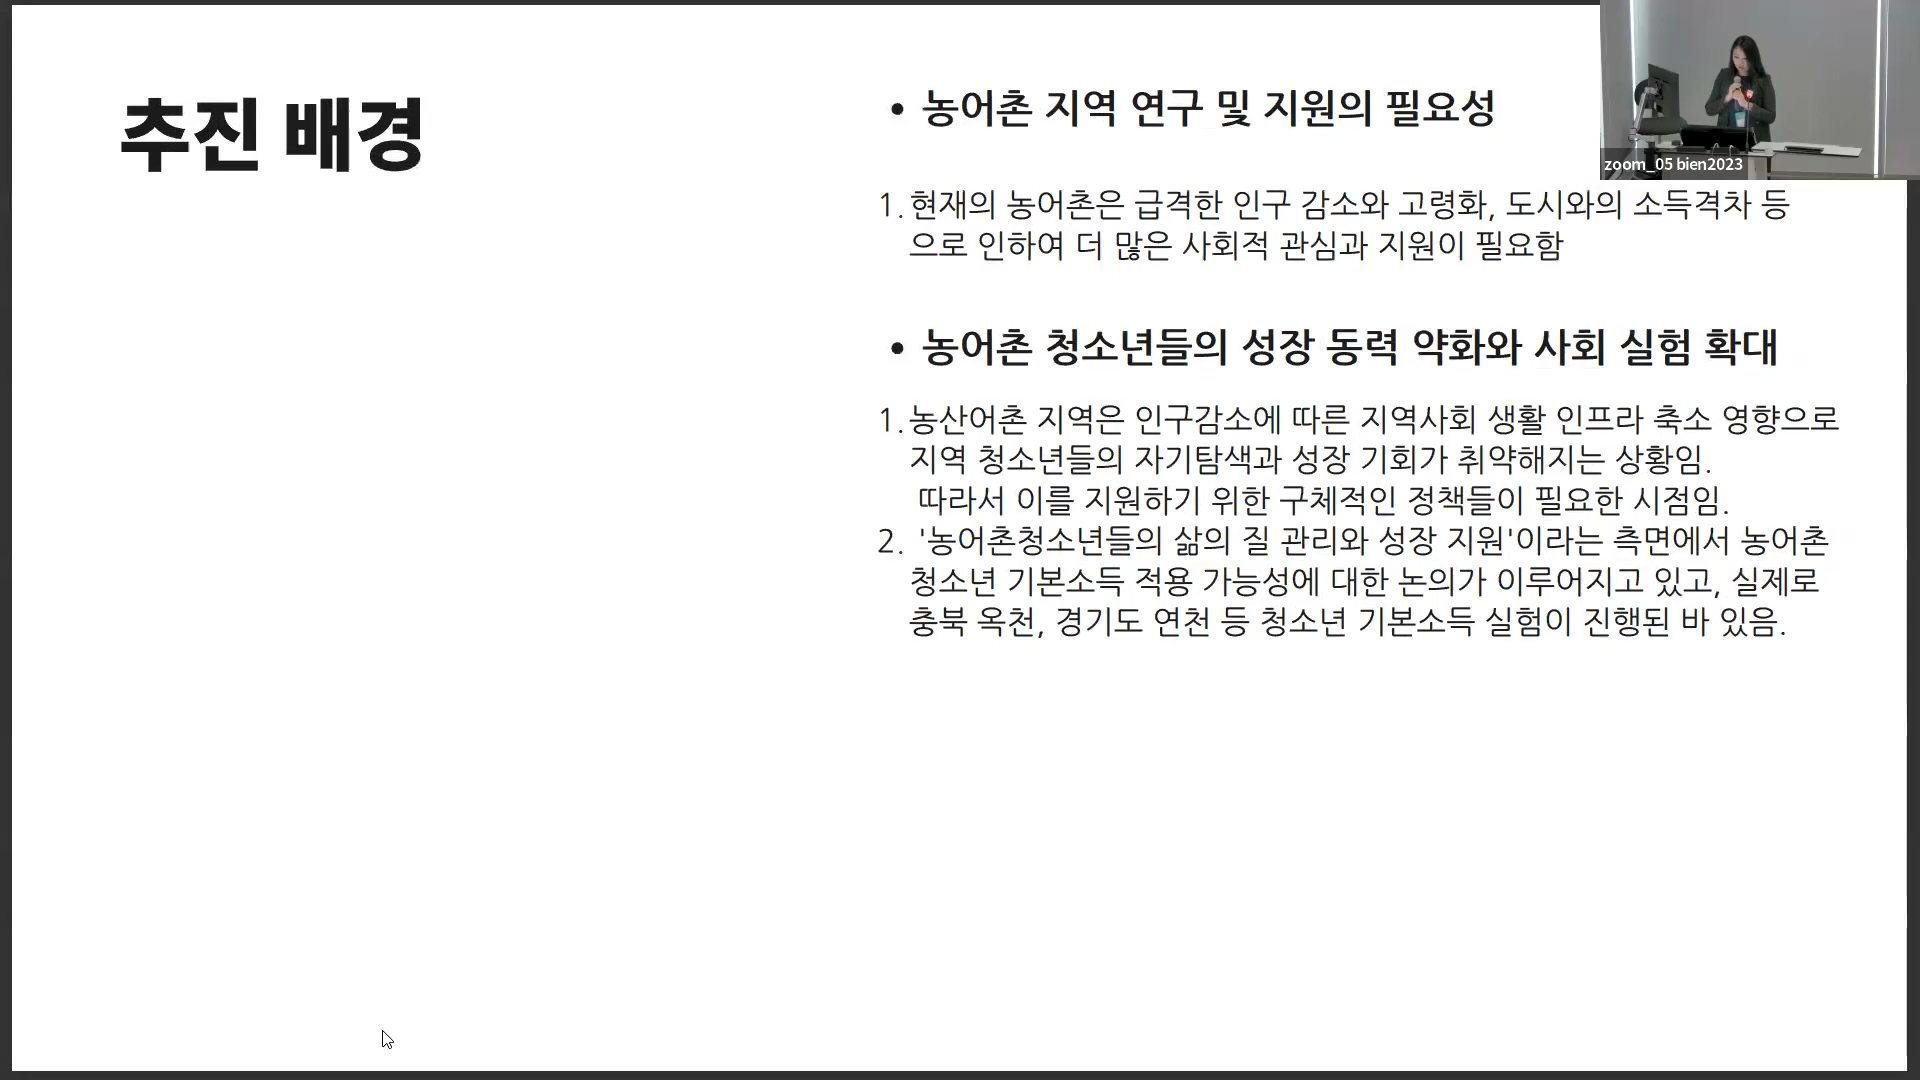 추진 배경
• 농어촌 지역 연구 및 지원의 필요성
1. 현재의 농어촌은 급격한 인구 감소와 고령화, 도시와의 소득격차 등
으로 인하여 더 많은 사회적 관심과 지원이 필요함
• 농어촌 청소년들의 성장 동력 약화와 사회 실험 확대
1. 농산어촌 지역은 인구감소에 따른 지역사회 생활 인프라 축소 영향으로
지역 청소년들의 자기탐색과 성장 기회가 취약해지는 상황임.
따라서 이를 지원하기 위한 구체적인 정책들이 필요한 시점임.
2. '농어촌청소년들의 삶의 질 관리와 성장 지원'이라는 측면에서 농어촌
청소년 기본소득 적용 가능성에 대한 논의가 이루어지고 있고, 실제로
충북 옥천, 경기도 연천 등 청소년 기본소득 실험이 진행된 바 있음.
zoom_05 bien2023